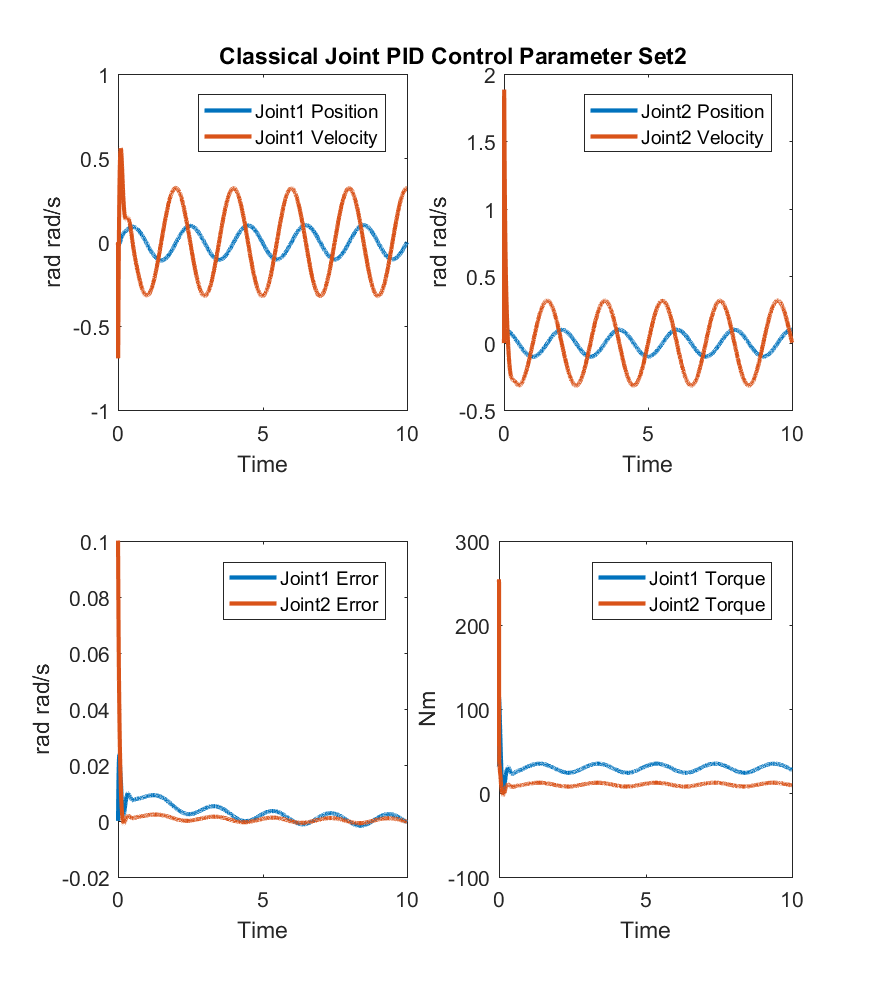 Classical Joint PID Control Parameter Set2
1
0.5
0
-0.5
-1
rad rad/s
Joint1 Position
Joint1 Velocity
0 5 10
Time
2
1.5
1
0.5
0
-0.5
rad rad/s
Joint2 Position
Joint2 Velocity
0 5 10
Time
0.1
0.08
0.06
0.04
0.02
0
-0.02
rad rad/s
Joint1 Error
Joint2 Error
0 5 10
Time
300
200
100
0
-100
Nm
Joint1 Torque
Joint2 Torque
0 5 10
Time